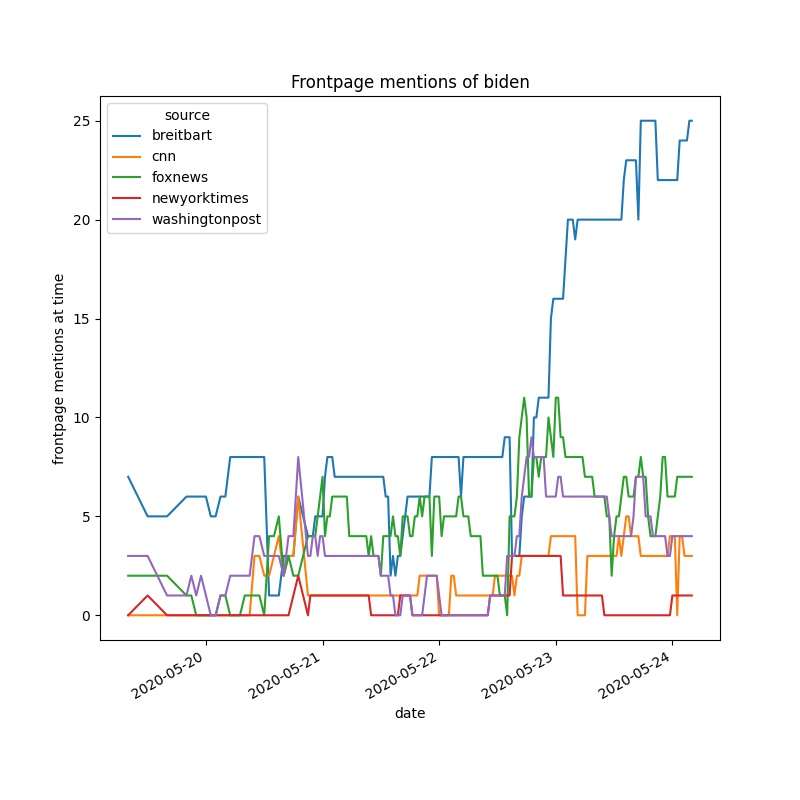 Frontpage mentions of biden
source
breitbart
cnn
foxnews
newyorktimes
washingtonpost
25
20
15
10
5
0
frontpage mentions at time
2020-05-20
2020-05-21
2020-05-22
2020-05-23
2020-05-24
date